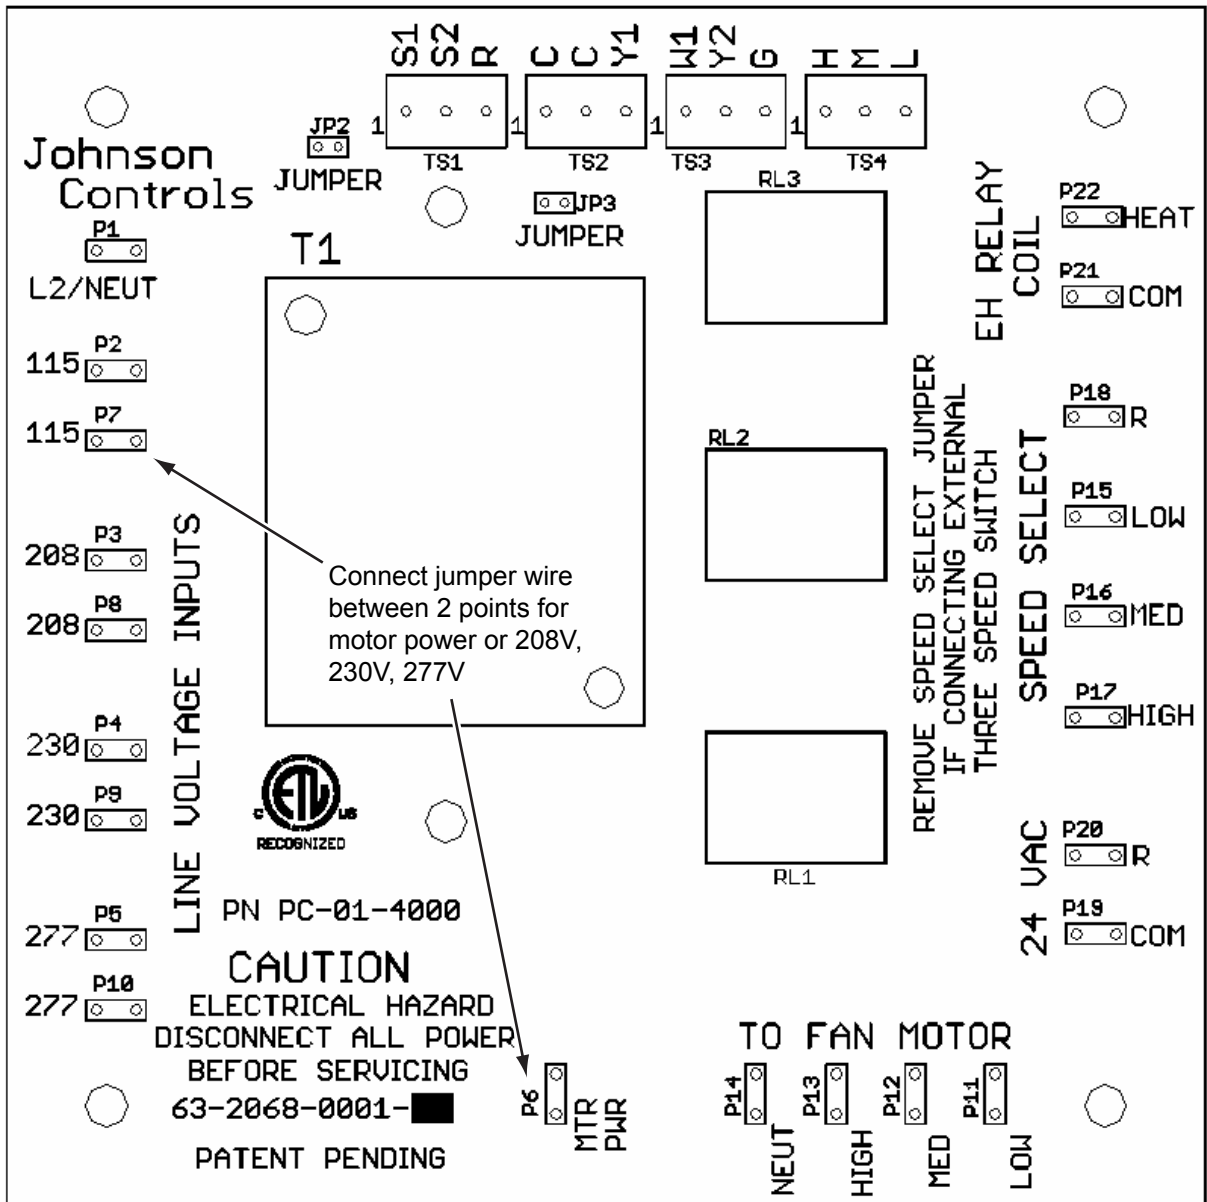 S1 S2 R C C Y1 W1 Y2 G H M L
1 1 1 1
TS1 TS2 TS3 TS4
JP2
JUMPER
JP3
JUMPER
Johnson
Controls
P1
L2/NEUT
T1
P2
115
P7
115
P3
208
P8
208
P4
230
P9
230
P5
277
P10
277
LINE VOLTAGE INPUTS
Connect jumper wire
between 2 points for
motor power or 208V,
230V, 277V
C ETL US
RECOGNIZED
PN PC-01-4000
CAUTION
ELECTRICAL HAZARD
DISCONNECT ALL POWER
BEFORE SERVICING
63-2068-0001-
PATENT PENDING
P6
MTR
PWR
RL3
RL2
RL1
REMOVE SPEED SELECT JUMPER
IF CONNECTING EXTERNAL
THREE SPEED SWITCH
EH RELAY
COIL
P22
HEAT
P21
COM
SPEED SELECT
P18
R
P15
LOW
P16
MED
P17
HIGH
24 VAC
P20
R
P19
COM
TO FAN MOTOR
P14 P13 P12 P11
NEUT HIGH MED LOW